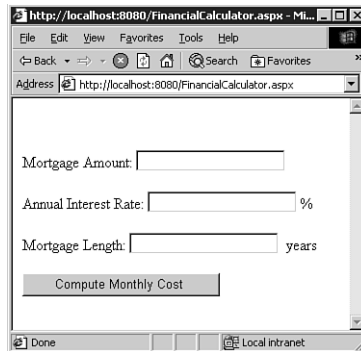 http://localhost:8080/FinancialCalculator.aspx - Mi...
File Edit View Favorites Tools Help
Back Search Favorites »
Address http://localhost:8080/FinancialCalculator.aspx
Mortgage Amount:
Annual Interest Rate: %
Mortgage Length: years
Compute Monthly Cost
Done Local intranet